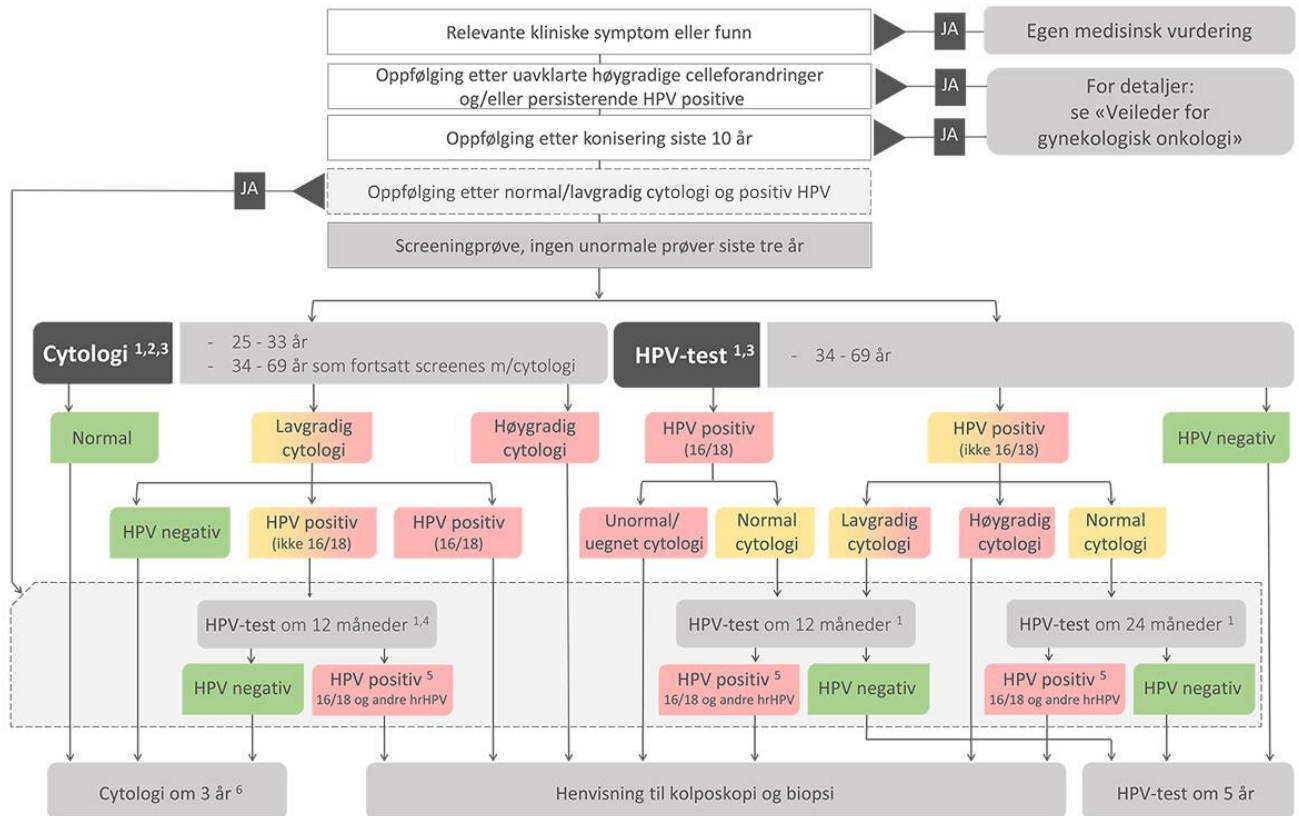 Relevante kliniske symptom eller funn
JA
Egen medisinsk vurdering
Oppfølging etter uavklarte høygradige celleforandringer
og/eller persisterende HPV positive
JA
For detaljer:
se «Veileder for
gynekologisk onkologi»
Oppfølging etter konisering siste 10 år
JA
JA
Oppfølging etter normal/lavgradig cytologi og positiv HPV
Screeningprøve, ingen unormale prøver siste tre år
Cytologi 1,2,3
- 25 - 33 år
- 34 - 69 år som fortsatt screenes m/cytologi
HPV-test 1,3
- 34 - 69 år
Normal
Lavgradig
cytologi
Høygradig
cytologi
HPV positiv
(16/18)
HPV positiv
(ikke 16/18)
HPV negativ
HPV negativ
HPV positiv
(ikke 16/18)
HPV positiv
(16/18)
Unormal/
uegnet cytologi
Normal
cytologi
Lavgradig
cytologi
Høygradig
cytologi
Normal
cytologi
HPV-test om 12 måneder 1,4
HPV-test om 12 måneder 1
HPV-test om 24 måneder 1
HPV negativ
HPV positiv 5
16/18 og andre hrHPV
HPV positiv 5
16/18 og andre hrHPV
HPV negativ
HPV positiv 5
16/18 og andre hrHPV
HPV negativ
Cytologi om 3 år 6
Henvisning til kolposkopi og biopsi
HPV-test om 5 år